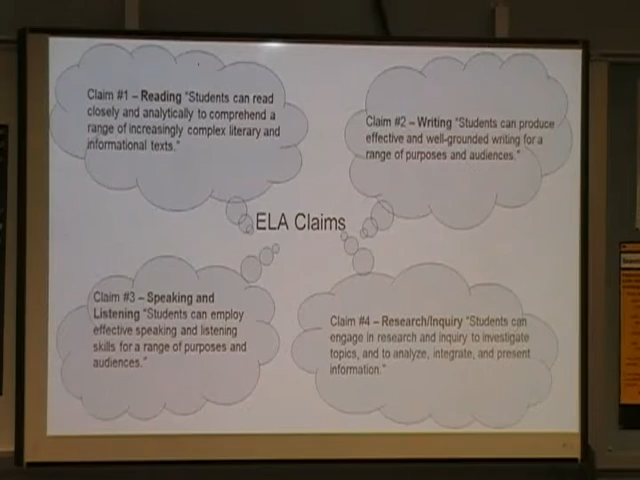 Claim #1 – Reading "Students can read
closely and analytically to comprehend a
range of increasingly complex literary and
informational texts."
Claim #2 – Writing "Students can produce
effective and well-grounded writing for a
range of purposes and audiences."
ELA Claims
Claim #3 – Speaking and
Listening "Students can employ
effective speaking and listening
skills for a range of purposes and
audiences."
Claim #4 – Research/Inquiry "Students can
engage in research and inquiry to investigate
topics, and to analyze, integrate, and present
information."